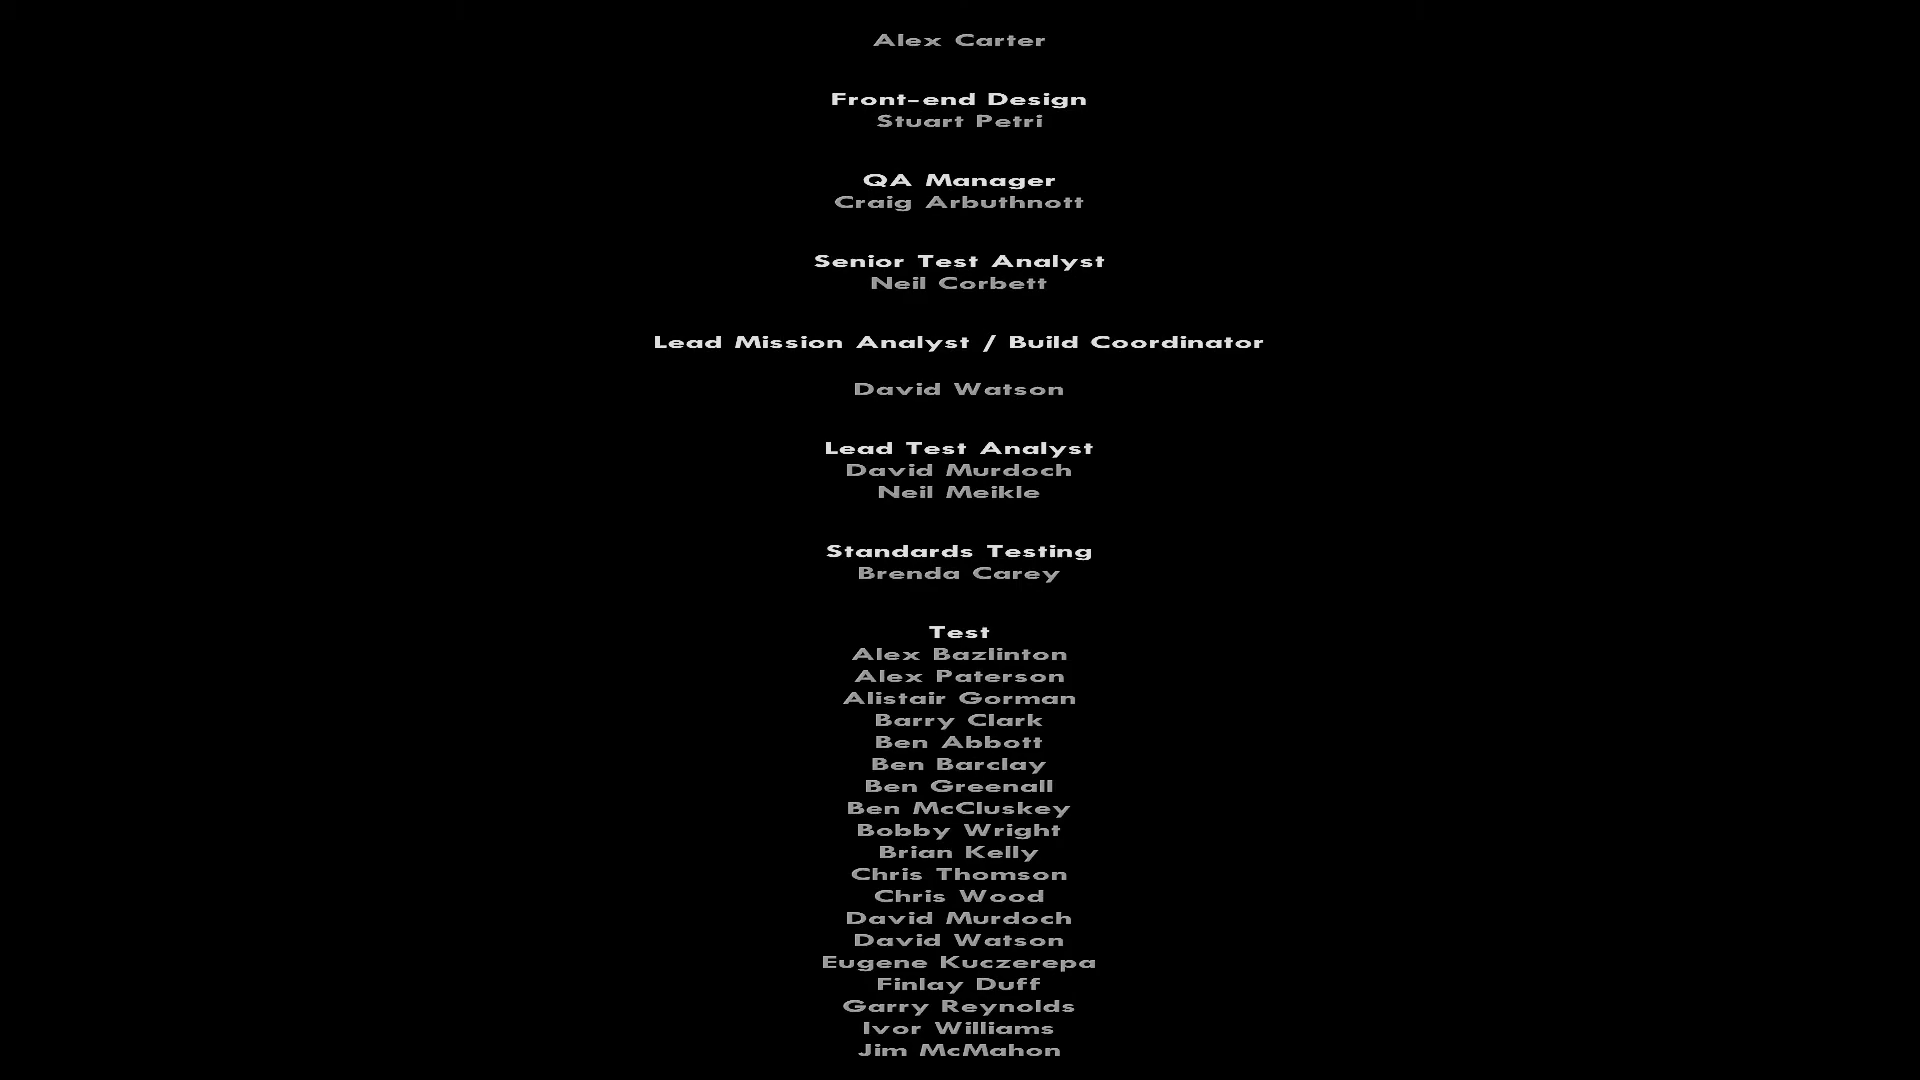 Alex Carter
Front-end Design
Stuart Petri
QA Manager
Craig Arbuthnott
Senior Test Analyst
Neil Corbett
Lead Mission Analyst / Build Coordinator
David Watson
Lead Test Analyst
David Murdoch
Neil Meikle
Standards Testing
Brenda Carey
Test
Alex Bazlinton
Alex Paterson
Alistair Gorman
Barry Clark
Ben Abbott
Ben Barclay
Ben Greenall
Ben McCluskey
Bobby Wright
Brian Kelly
Chris Thomson
Chris Wood
David Murdoch
David Watson
Eugene Kuczerepa
Finlay Duff
Garry Reynolds
Ivor Williams
Jim McMahon